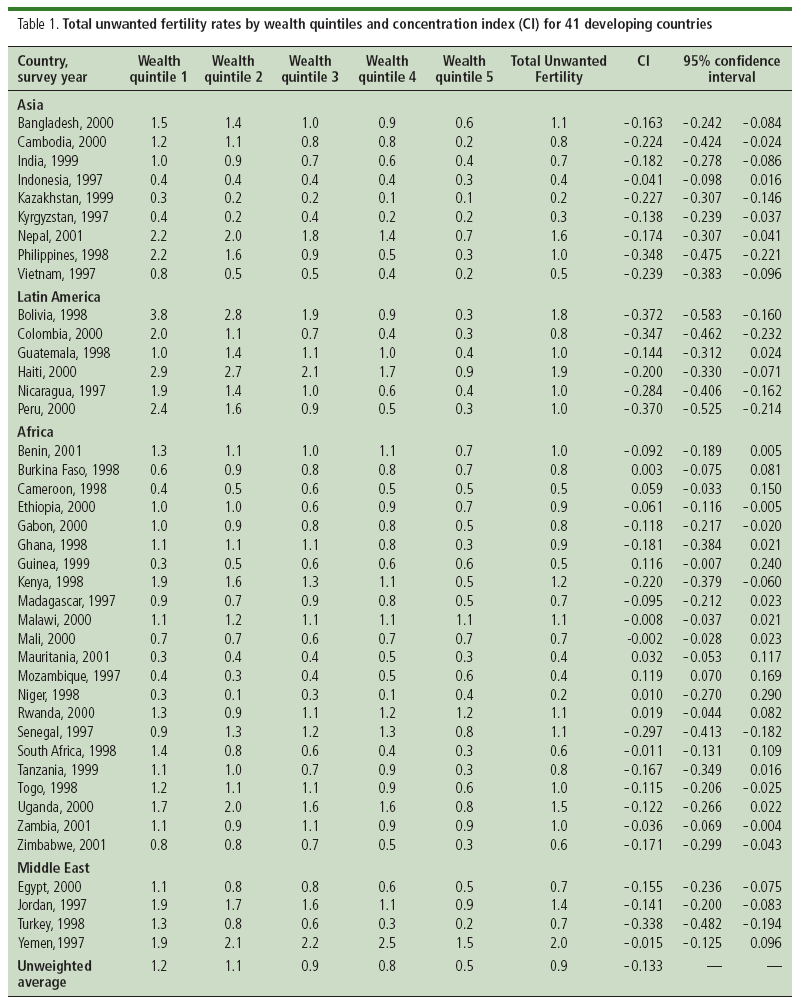 Table 1. Total unwanted fertility rates by wealth quintiles and concentration index (CI) for 41 developing countries
Country, Wealth Wealth Wealth Wealth Wealth Total Unwanted CI 95% confidence
survey year quintile 1 quintile 2 quintile 3 quintile 4 quintile 5 Fertility interval
Asia
Bangladesh, 2000 1.5 1.4 1.0 0.9 0.6 1.1 -0.163 -0.242 -0.084
Cambodia, 2000 1.2 1.1 0.8 0.8 0.2 0.8 -0.224 -0.424 -0.024
India, 1999 1.0 0.9 0.7 0.6 0.4 0.7 -0.182 -0.278 -0.086
Indonesia, 1997 0.4 0.4 0.4 0.4 0.3 0.4 -0.041 -0.098 0.016
Kazakhstan, 1999 0.3 0.2 0.2 0.1 0.1 0.2 -0.227 -0.307 -0.146
Kyrgyzstan, 1997 0.4 0.2 0.4 0.2 0.2 0.3 -0.138 -0.239 -0.037
Nepal, 2001 2.2 2.0 1.8 1.4 0.7 1.6 -0.174 -0.307 -0.041
Philippines, 1998 2.2 1.6 0.9 0.5 0.3 1.0 -0.348 -0.475 -0.221
Vietnam, 1997 0.8 0.5 0.5 0.4 0.2 0.5 -0.239 -0.383 -0.096
Latin America
Bolivia, 1998 3.8 2.8 1.9 0.9 0.3 1.8 -0.372 -0.583 -0.160
Colombia, 2000 2.0 1.1 0.7 0.4 0.3 0.8 -0.347 -0.462 -0.232
Guatemala, 1998 1.0 1.4 1.1 1.0 0.4 1.0 -0.144 -0.312 0.024
Haiti, 2000 2.9 2.7 2.1 1.7 0.9 1.9 -0.200 -0.330 -0.071
Nicaragua, 1997 1.9 1.4 1.0 0.6 0.4 1.0 -0.284 -0.406 -0.162
Peru, 2000 2.4 1.6 0.9 0.5 0.3 1.0 -0.370 -0.525 -0.214
Africa
Benin, 2001 1.3 1.1 1.0 1.1 0.7 1.0 -0.092 -0.189 0.005
Burkina Faso, 1998 0.6 0.9 0.8 0.8 0.7 0.8 0.003 -0.075 0.081
Cameroon, 1998 0.4 0.5 0.6 0.5 0.5 0.5 0.059 -0.033 0.150
Ethiopia, 2000 1.0 1.0 0.6 0.9 0.7 0.9 -0.061 -0.116 -0.005
Gabon, 2000 1.0 0.9 0.8 0.8 0.5 0.8 -0.118 -0.217 -0.020
Ghana, 1998 1.1 1.1 1.1 0.8 0.3 0.9 -0.181 -0.384 0.021
Guinea, 1999 0.3 0.5 0.6 0.6 0.6 0.5 0.116 -0.007 0.240
Kenya, 1998 1.9 1.6 1.3 1.1 0.5 1.2 -0.220 -0.379 -0.060
Madagascar, 1997 0.9 0.7 0.9 0.8 0.5 0.7 -0.095 -0.212 0.023
Malawi, 2000 1.1 1.2 1.1 1.1 1.1 1.1 -0.008 -0.037 0.021
Mali, 2000 0.7 0.7 0.6 0.7 0.7 0.7 -0.002 -0.028 0.023
Mauritania, 2001 0.3 0.4 0.4 0.5 0.3 0.4 0.032 -0.053 0.117
Mozambique, 1997 0.4 0.3 0.4 0.5 0.6 0.4 0.119 0.070 0.169
Niger, 1998 0.3 0.1 0.3 0.1 0.4 0.2 0.010 -0.270 0.290
Rwanda, 2000 1.3 0.9 1.1 1.2 1.2 1.1 0.019 -0.044 0.082
Senegal, 1997 0.9 1.3 1.2 1.3 0.8 1.1 -0.297 -0.413 -0.182
South Africa, 1998 1.4 0.8 0.6 0.4 0.3 0.6 -0.011 -0.131 0.109
Tanzania, 1999 1.1 1.0 0.7 0.9 0.3 0.8 -0.167 -0.349 0.016
Togo, 1998 1.2 1.1 1.1 0.9 0.6 1.0 -0.115 -0.206 -0.025
Uganda, 2000 1.7 2.0 1.6 1.6 0.8 1.5 -0.122 -0.266 0.022
Zambia, 2001 1.1 0.9 1.1 0.9 0.9 1.0 -0.036 -0.069 -0.004
Zimbabwe, 2001 0.8 0.8 0.7 0.5 0.3 0.6 -0.171 -0.299 -0.043
Middle East
Egypt, 2000 1.1 0.8 0.8 0.6 0.5 0.7 -0.155 -0.236 -0.075
Jordan, 1997 1.9 1.7 1.6 1.1 0.9 1.4 -0.141 -0.200 -0.083
Turkey, 1998 1.3 0.8 0.6 0.3 0.2 0.7 -0.338 -0.482 -0.194
Yemen,1997 1.9 2.1 2.2 2.5 1.5 2.0 -0.015 -0.125 0.096
Unweighted 1.2 1.1 0.9 0.8 0.5 0.9 -0.133 — —
average